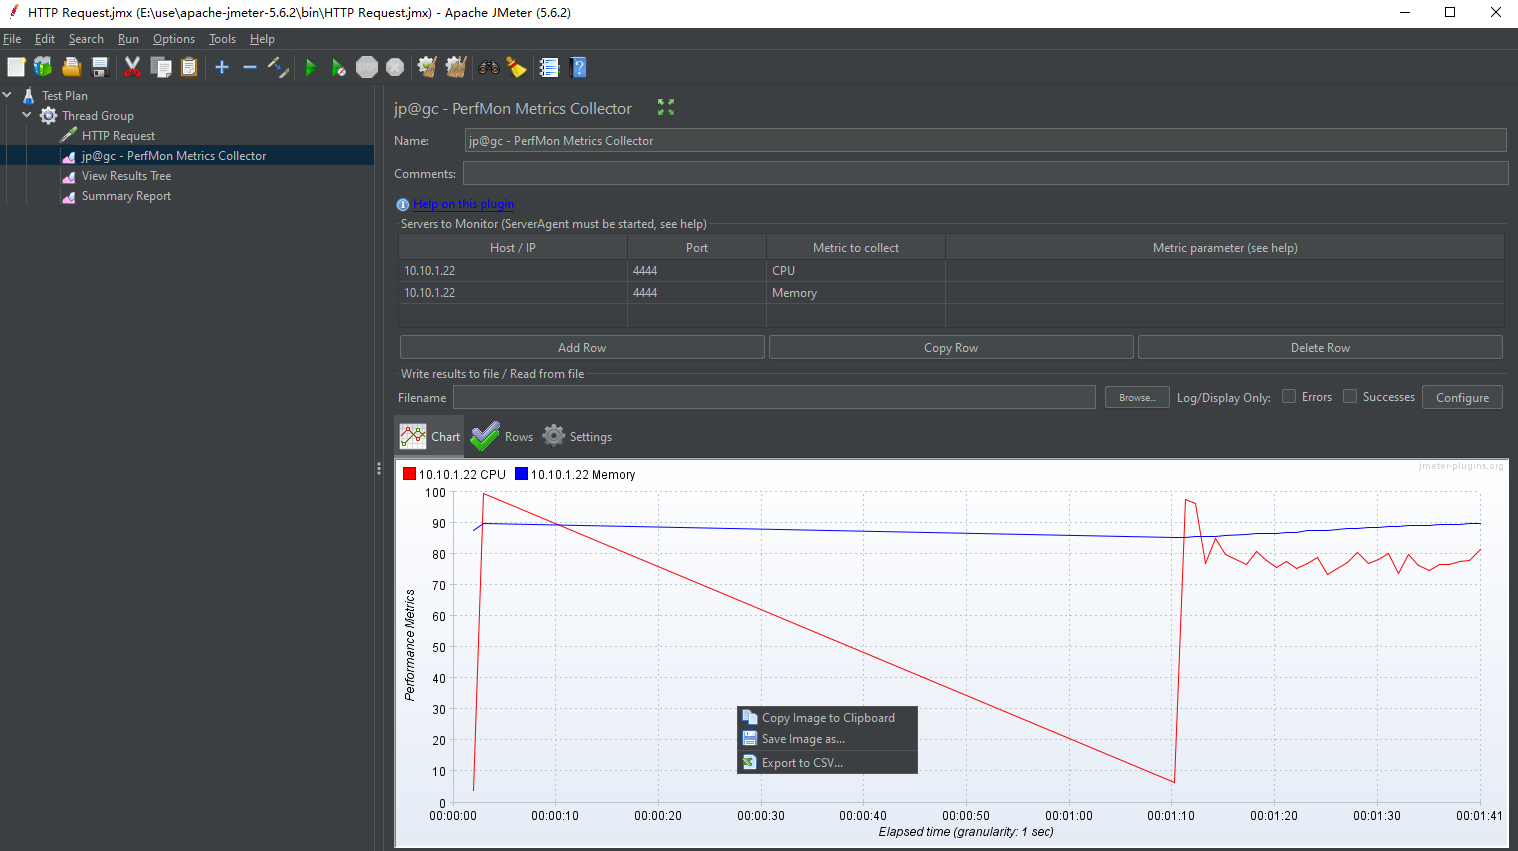 HTTP Request.jmx (E:\use\apache-jmeter-5.6.2\bin\HTTP Request.jmx) - Apache JMeter (5.6.2)
File Edit Search Run Options Tools Help
STOP
Test Plan
Thread Group
HTTP Request
jp@gc - PerfMon Metrics Collector
View Results Tree
Summary Report
jp@gc - PerfMon Metrics Collector
Name: jp@gc - PerfMon Metrics Collector
Comments:
Help on this plugin
Servers to Monitor (ServerAgent must be started, see help)
Host / IP Port Metric to collect Metric parameter (see help)
10.10.1.22 4444 CPU
10.10.1.22 4444 Memory
Add Row Copy Row Delete Row
Write results to file / Read from file
Filename Browse... Log/Display Only: Errors Successes Configure
Chart Rows Settings
jmeter-plugins.org
10.10.1.22 CPU 10.10.1.22 Memory
100
90
80
70
60
50
40
30
20
10
0
Performance Metrics
Copy Image to Clipboard
Save Image as...
Export to CSV...
00:00:00 00:00:10 00:00:20 00:00:30 00:00:40 00:00:50 00:01:00 00:01:10 00:01:20 00:01:30 00:01:41
Elapsed time (granularity: 1 sec)